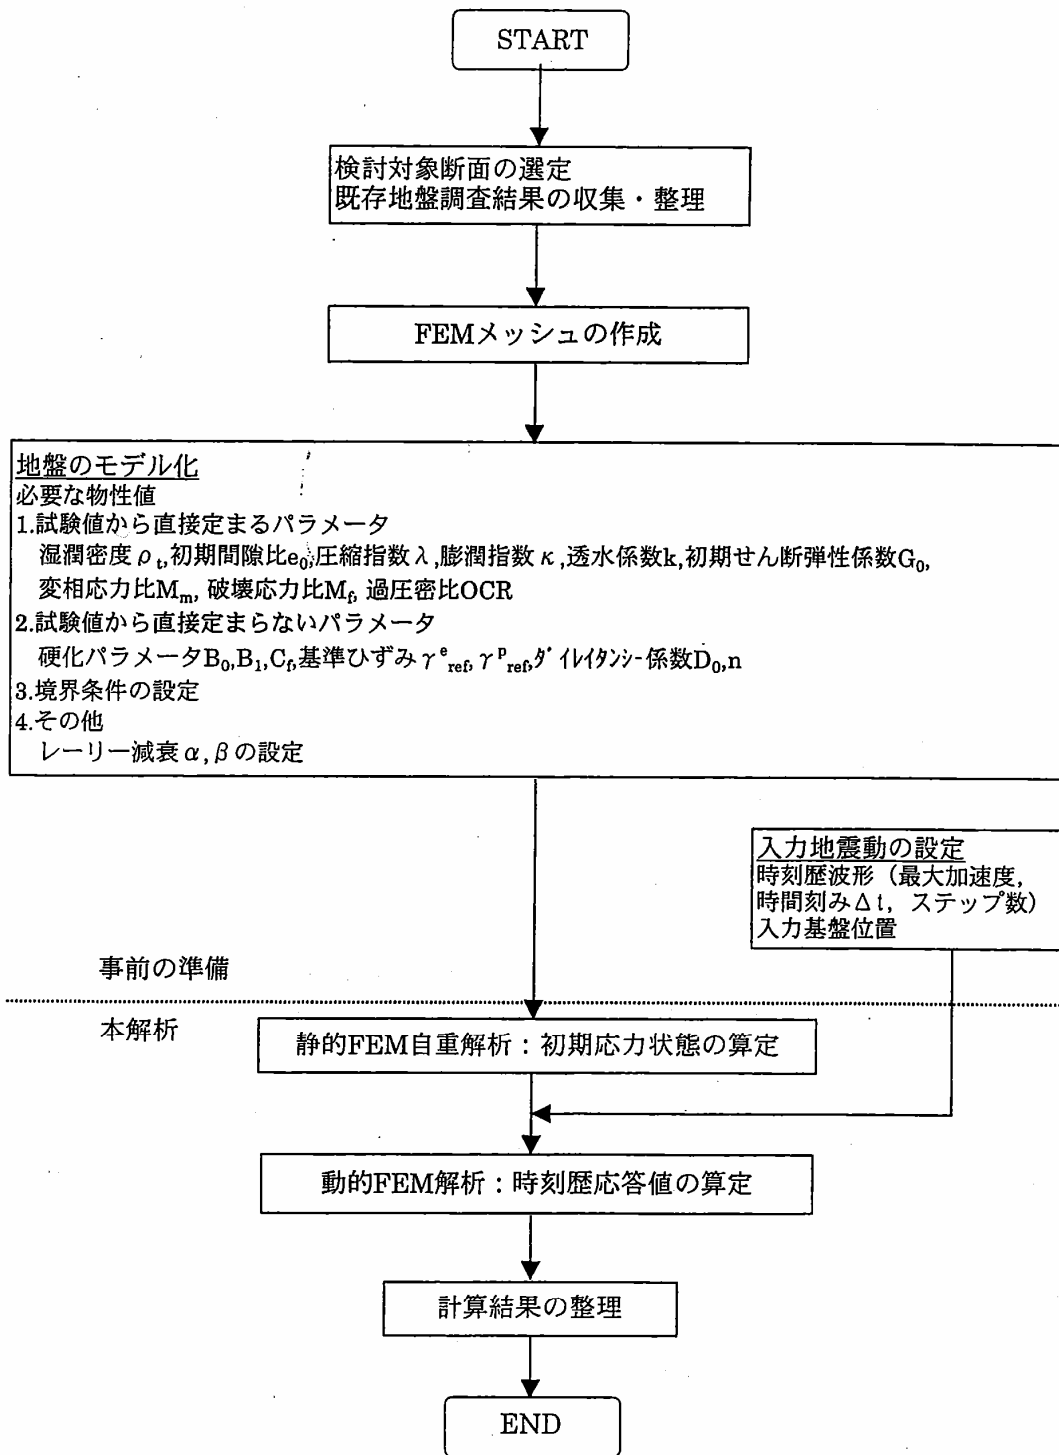 START
検討対象断面の選定
既存地盤調査結果の収集・整理
FEMメッシュの作成
地盤のモデル化
必要な物性値
1.試験値から直接定まるパラメータ
湿潤密度ρt,初期間隙比e0,圧縮指数λ,膨潤指数κ,透水係数k,初期せん断弾性係数G0,
変相応力比Mm, 破壊応力比Mf, 過圧密比OCR
2.試験値から直接定まらないパラメータ
硬化パラメータB0,B1,Cf,基準ひずみγeref,γpref,ダイレイタンシー係数D0,n
3.境界条件の設定
4.その他
レーリー減衰α,βの設定
入力地震動の設定
時刻歴波形（最大加速度,
時間刻みΔt, ステップ数）
入力基盤位置
事前の準備
本解析
静的FEM自重解析：初期応力状態の算定
動的FEM解析：時刻歴応答値の算定
計算結果の整理
END